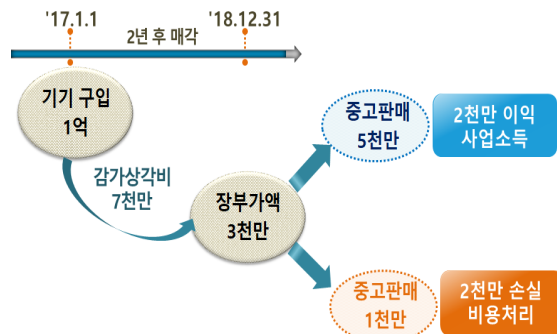 '17.1.1
'18.12.31
2년 후 매각
기기 구입
1억
감가상각비
7천만
장부가액
3천만
중고판매
5천만
2천만 이익
사업소득
중고판매
1천만
2천만 손실
비용처리